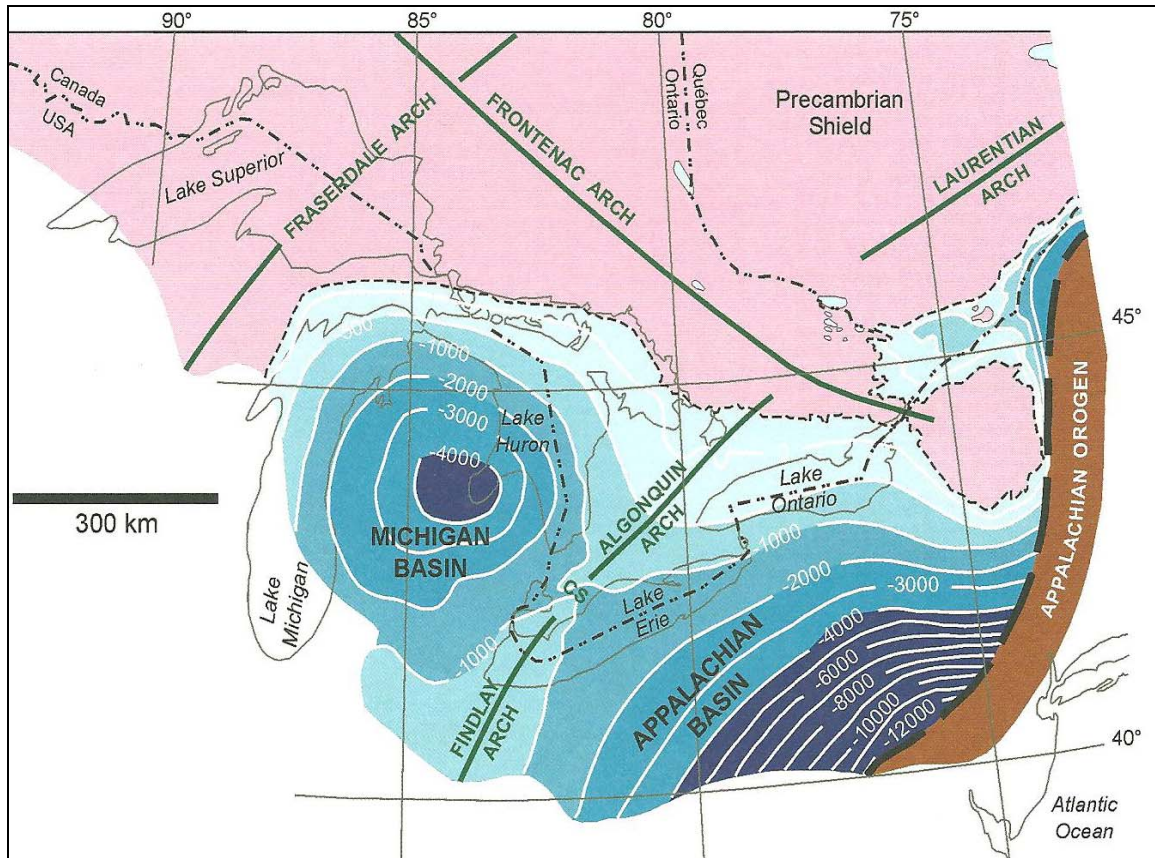 90°
85°
80°
75°
Canada
USA
Lake Superior
FRASERDALE ARCH
FRONTENAC ARCH
Québec
Ontario
Precambrian
Shield
LAURENTIAN
ARCH
45°
-1000
-2000
-3000
-4000
Lake
Huron
MICHIGAN
BASIN
300 km
Lake
Michigan
ALGONQUIN
ARCH
Lake
Ontario
CS
Lake
Erie
-1000
-2000
-3000
-4000
-6000
-8000
-10000
-12000
-1000
FINDLAY
ARCH
APPALACHIAN
BASIN
APPALACHIAN OROGEN
40°
Atlantic
Ocean